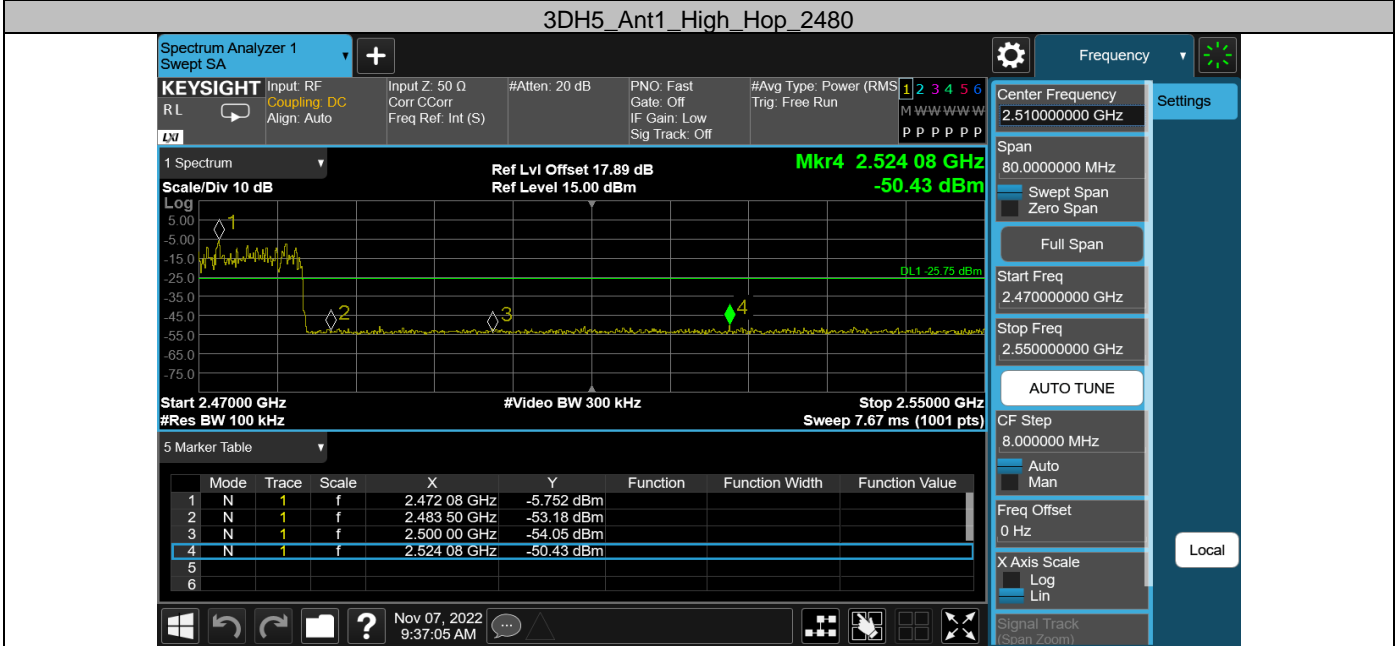 3DH5_Ant1_High_Hop_2480
Spectrum Analyzer 1
Swept SA
Frequency
KEYSIGHT
RL
LXI
Input: RF
Coupling: DC
Align: Auto
Input Z: 50 Ω
Corr CCorr
Freq Ref: Int (S)
#Atten: 20 dB
PNO: Fast
Gate: Off
IF Gain: Low
Sig Track: Off
#Avg Type: Power (RMS
Trig: Free Run
1 2 3 4 5 6
M W W W W W
P P P P P P
1 Spectrum
Scale/Div 10 dB
Ref Lvl Offset 17.89 dB
Ref Level 15.00 dBm
Mkr4 2.524 08 GHz
-50.43 dBm
Log
5.00
-5.00
-15.0
-25.0
-35.0
-45.0
-55.0
-65.0
-75.0
1
2
3
4
DL1 -25.75 dBm
Start 2.47000 GHz
#Video BW 300 kHz
Stop 2.55000 GHz
#Res BW 100 kHz
Sweep 7.67 ms (1001 pts)
5 Marker Table
Mode Trace Scale X Y Function Function Width Function Value
1 N 1 f 2.472 08 GHz -5.752 dBm
2 N 1 f 2.483 50 GHz -53.18 dBm
3 N 1 f 2.500 00 GHz -54.05 dBm
4 N 1 f 2.524 08 GHz -50.43 dBm
5
6
Nov 07, 2022
9:37:05 AM
Center Frequency
2.510000000 GHz
Settings
Span
80.0000000 MHz
Swept Span
Zero Span
Full Span
Start Freq
2.470000000 GHz
Stop Freq
2.550000000 GHz
AUTO TUNE
CF Step
8.000000 MHz
Auto
Man
Freq Offset
0 Hz
X Axis Scale
Log
Lin
Local
Signal Track
(Span Zoom)